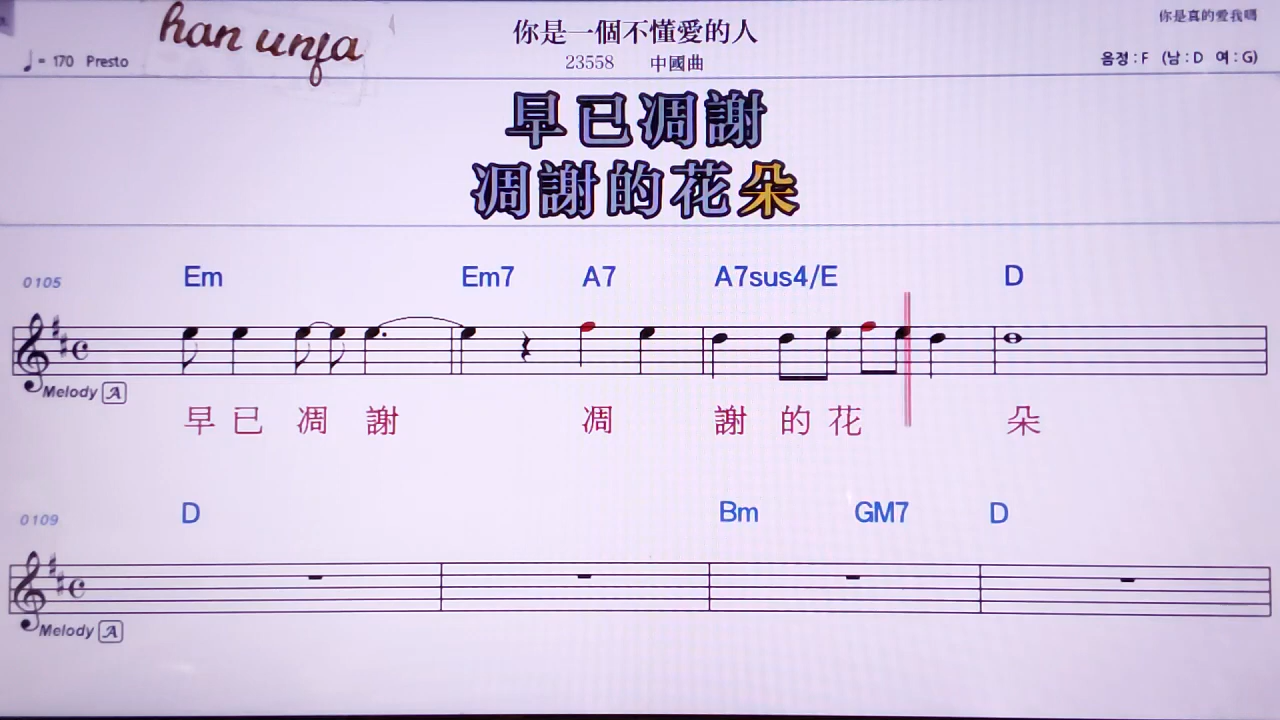 han unja
你是一個不懂愛的人
你是真的爱我嗎
♩= 170 Presto
23558 中國曲
음정 : F (남 : D 여 : G)
早已凋謝
凋謝的花朵
0105 Em Em7 A7 A7sus4/E D
Melody A
早 已 凋 謝 凋 謝 的 花 朵
0109 D Bm GM7 D
Melody A